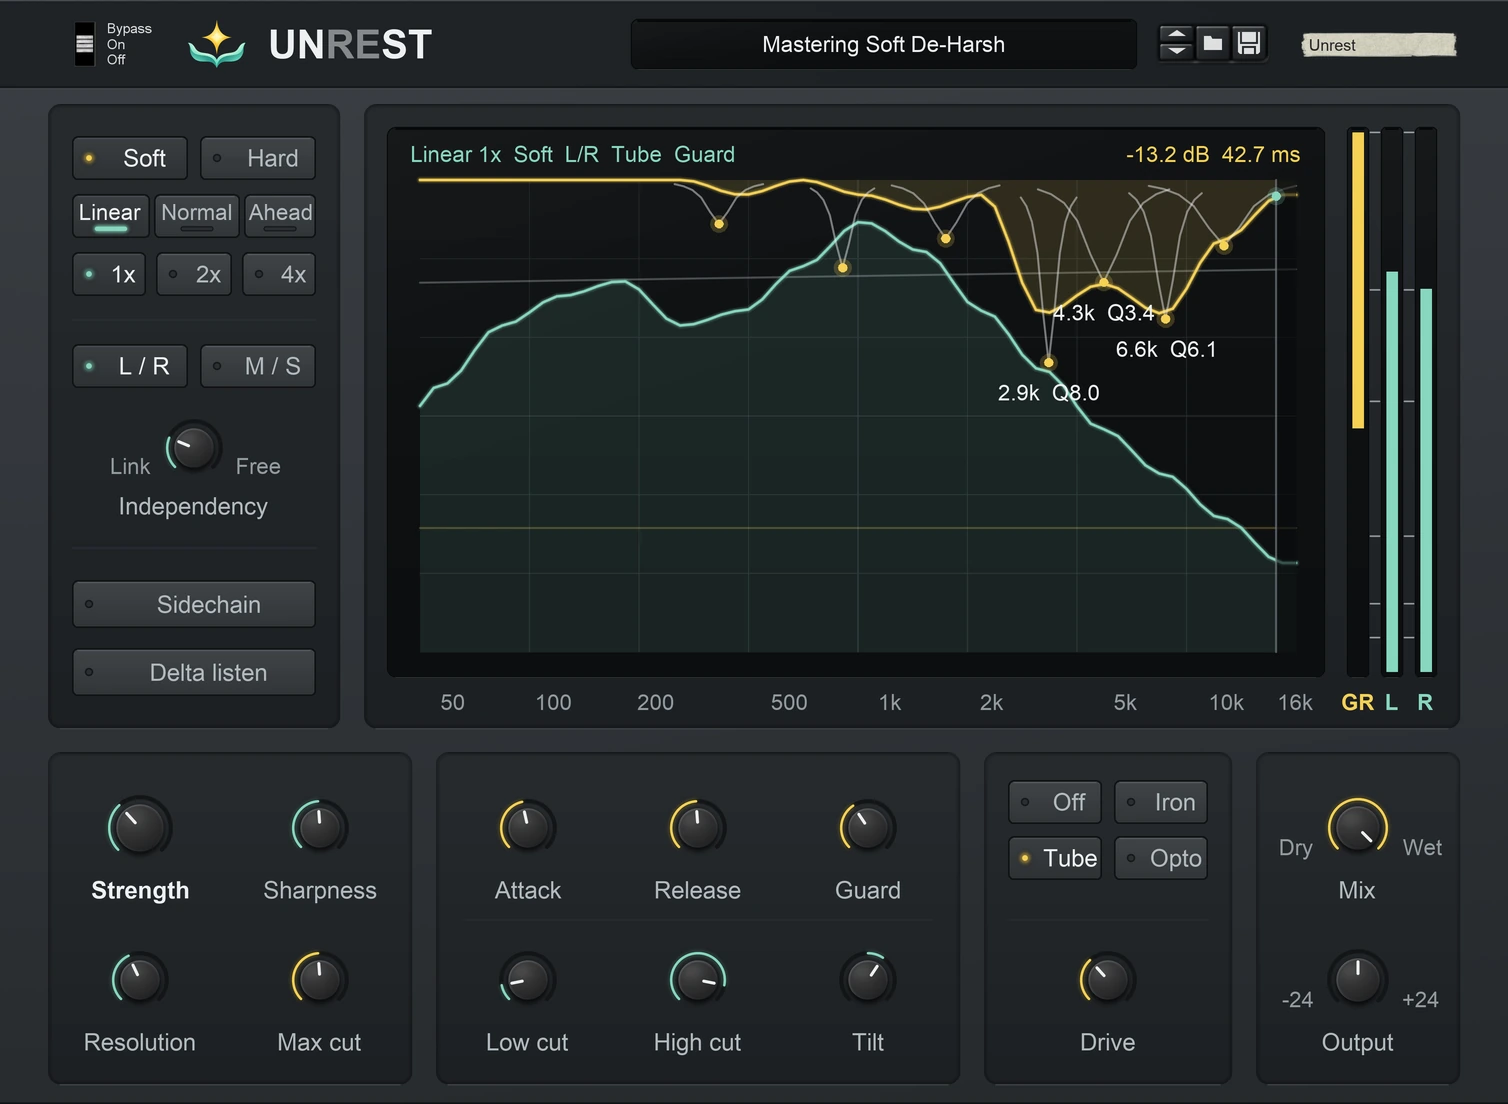 Bypass
On
Off
UNREST
Mastering Soft De-Harsh
Unrest
Soft
Hard
Linear
Normal
Ahead
1x
2x
4x
L / R
M / S
Link
Free
Independency
Sidechain
Delta listen
Linear 1x Soft L/R Tube Guard
-13.2 dB 42.7 ms
4.3k Q3.4
6.6k Q6.1
2.9k Q8.0
50 100 200 500 1k 2k 5k 10k 16k
GR L R
Strength
Sharpness
Resolution
Max cut
Attack
Release
Guard
Low cut
High cut
Tilt
Off
Iron
Tube
Opto
Drive
Dry
Wet
Mix
-24
+24
Output